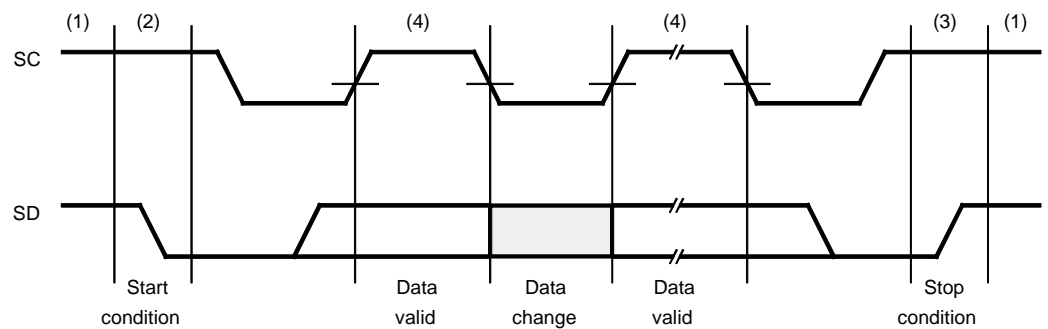 (1) (2) (4) (4) (3) (1)
SC
SD
Start condition
Data valid
Data change
Data valid
Stop condition